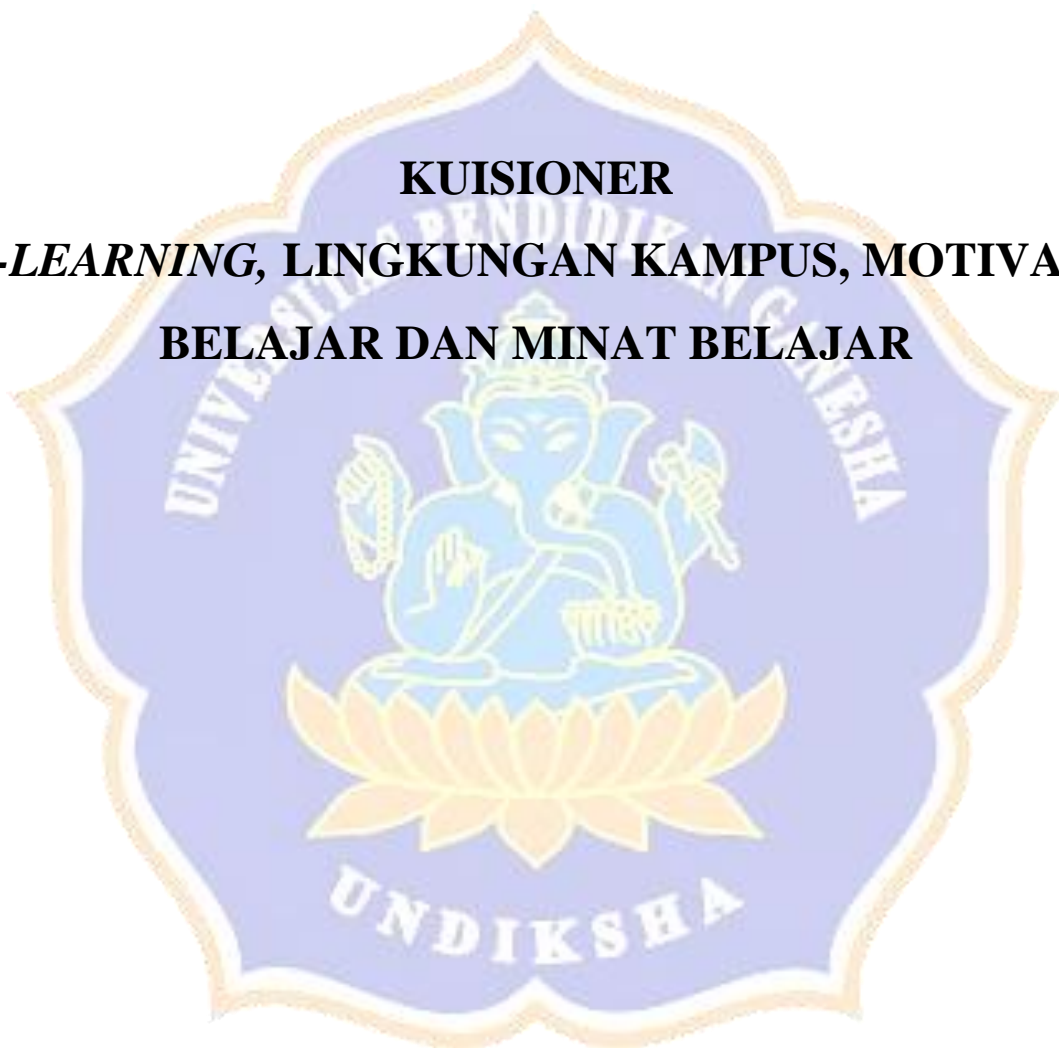 KUISIONER
-LEARNING, LINGKUNGAN KAMPUS, MOTIVA
BELAJAR DAN MINAT BELAJAR
UNIVERSITAS PENDIDIKAN GANESHA
UNDIKSHA